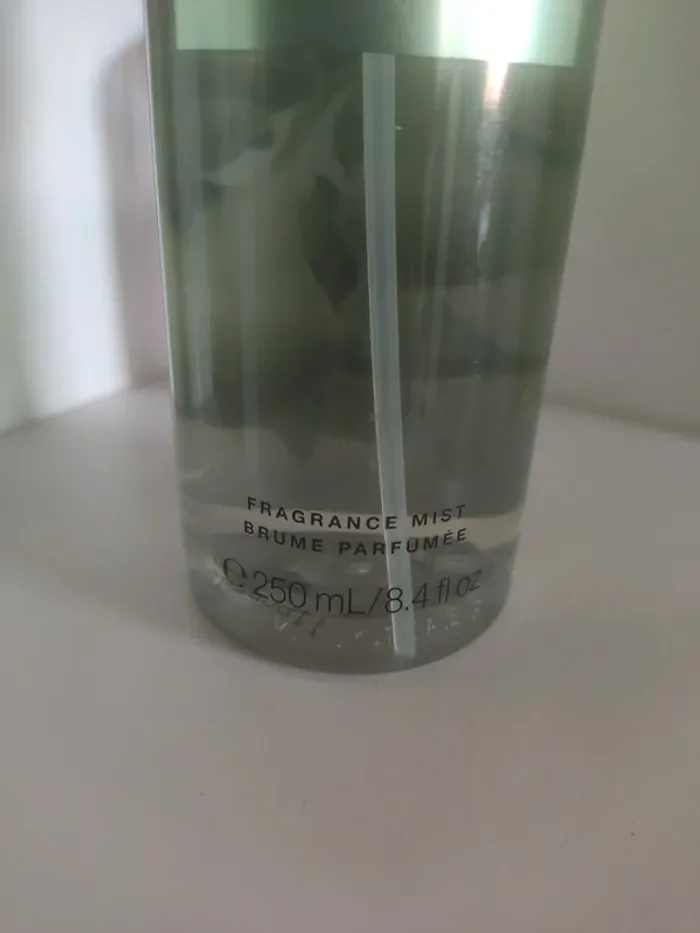 FRAGRANCE MIST
BRUME PARFUMÉE
℮ 250 mL/8.4 fl oz